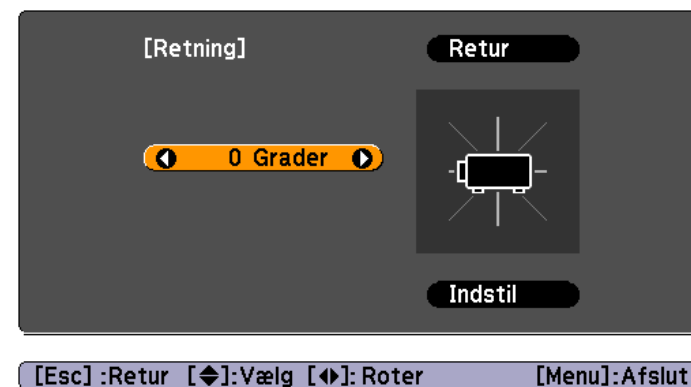 [Retning] Retur
0 Grader
Indstil
[Esc] :Retur [◆]:Vælg [◆]: Roter [Menu]:Afslut